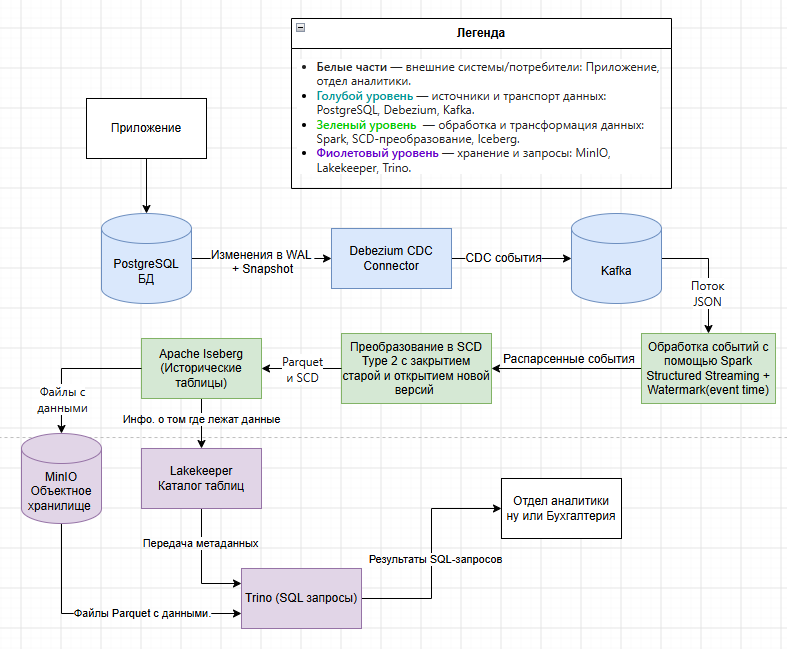 Легенда
Белые части — внешние системы/потребители: Приложение,
отдел аналитики.
Голубой уровень — источники и транспорт данных:
PostgreSQL, Debezium, Kafka.
Зеленый уровень — обработка и трансформация данных:
Spark, SCD-преобразование, Iceberg.
Фиолетовый уровень — хранение и запросы: MinIO,
Lakekeeper, Trino.
Приложение
PostgreSQL
БД
Изменения в WAL
+ Snapshot
Debezium CDC
Connector
CDC события
Kafka
Поток
JSON
Обработка событий с
помощью Spark
Structured Streaming +
Watermark(event time)
Распарсенные события
Преобразование в SCD
Type 2 с закрытием
старой и открытием новой
версий
Parquet
и SCD
Apache Iseberg
(Исторические
таблицы)
Файлы с
данными
Инфо. о том где лежат данные
MinIO
Объектное
хранилище
Lakekeeper
Каталог таблиц
Передача метаданных
Файлы Parquet с данными.
Trino (SQL запросы)
Результаты SQL-запросов
Отдел аналитики
ну или Бухгалтерия